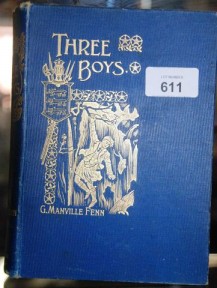 THREE
BOYS.
611
G. MANVILLE FENN